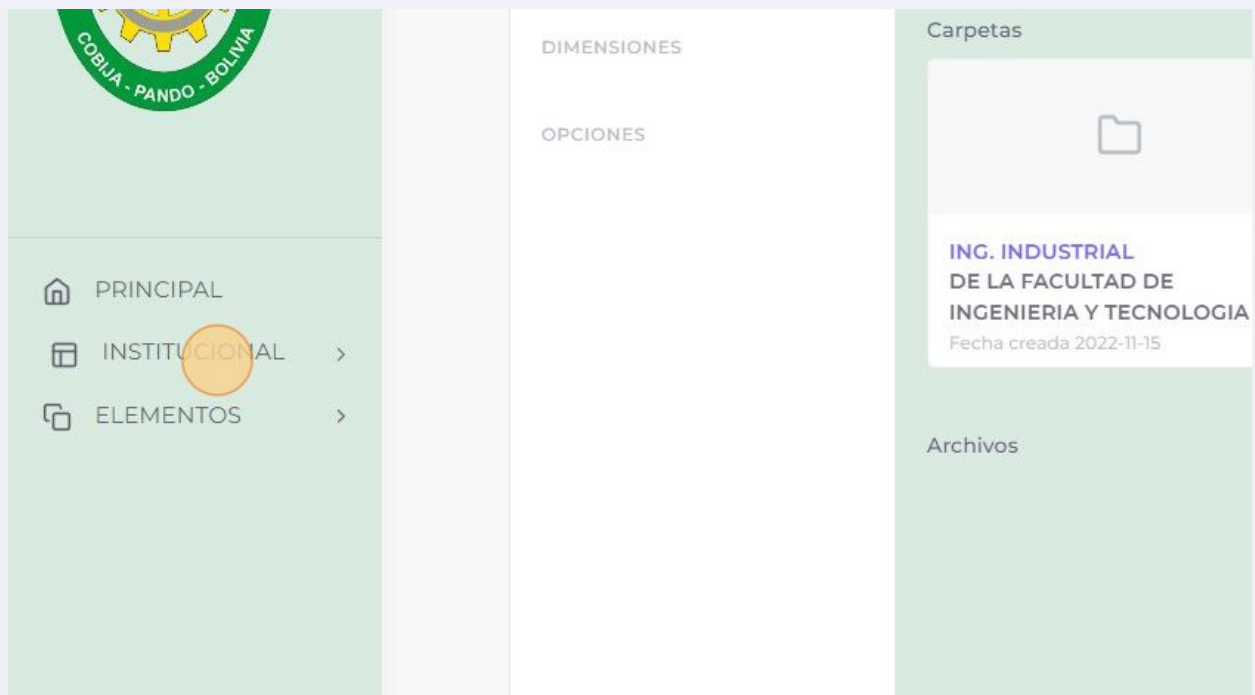 COBIJA - PANDO - BOLIVIA
PRINCIPAL
INSTITUCIONAL
ELEMENTOS
DIMENSIONES
OPCIONES
Carpetas
ING. INDUSTRIAL
DE LA FACULTAD DE
INGENIERIA Y TECNOLOGIA
Fecha creada 2022-11-15
Archivos